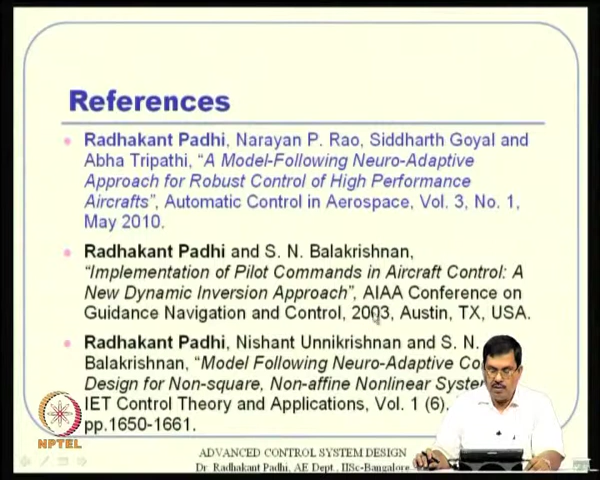 References
Radhakant Padhi, Narayan P. Rao, Siddharth Goyal and
Abha Tripathi, “A Model-Following Neuro-Adaptive
Approach for Robust Control of High Performance
Aircrafts”, Automatic Control in Aerospace, Vol. 3, No. 1,
May 2010.
Radhakant Padhi and S. N. Balakrishnan,
“Implementation of Pilot Commands in Aircraft Control: A
New Dynamic Inversion Approach”, AIAA Conference on
Guidance Navigation and Control, 2003, Austin, TX, USA.
Radhakant Padhi, Nishant Unnikrishnan and S. N.
Balakrishnan, “Model Following Neuro-Adaptive Co
Design for Non-square, Non-affine Nonlinear Syste
IET Control Theory and Applications, Vol. 1 (6),
pp.1650-1661.
NPTEL
ADVANCED CONTROL SYSTEM DESIGN
Dr. Radhakant Padhi, AE Dept., IISc-Bangalore